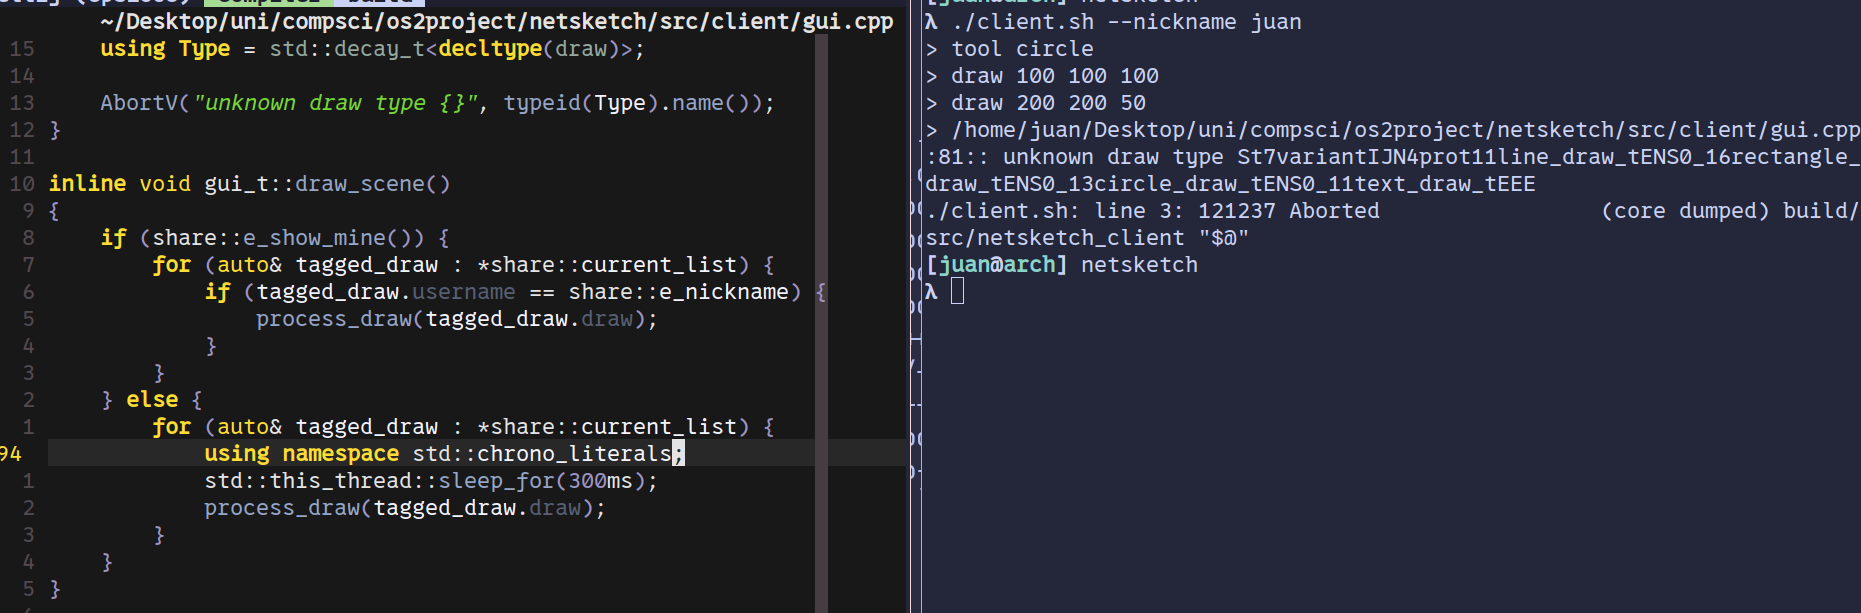 ~/Desktop/uni/compsci/os2project/netsketch/src/client/gui.cpp
15 using Type = std::decay_t<decltype(draw)>;
14
13 AbortV("unknown draw type {}", typeid(Type).name());
12 }
11
10 inline void gui_t::draw_scene()
9 {
8 if (share::e_show_mine()) {
7 for (auto& tagged_draw : *share::current_list) {
6 if (tagged_draw.username == share::e_nickname) {
5 process_draw(tagged_draw.draw);
4 }
3 }
2 } else {
1 for (auto& tagged_draw : *share::current_list) {
94 using namespace std::chrono_literals;
1 std::this_thread::sleep_for(300ms);
2 process_draw(tagged_draw.draw);
3 }
4 }
5 }
[juan@arch] netsketch
λ ./client.sh --nickname juan
> tool circle
> draw 100 100 100
> draw 200 200 50
> /home/juan/Desktop/uni/compsci/os2project/netsketch/src/client/gui.cpp
:81:: unknown draw type St7variantIJN4prot11line_draw_tENS0_16rectangle_
draw_tENS0_13circle_draw_tENS0_11text_draw_tEEE
./client.sh: line 3: 121237 Aborted (core dumped) build/
src/netsketch_client "$@"
[juan@arch] netsketch
λ